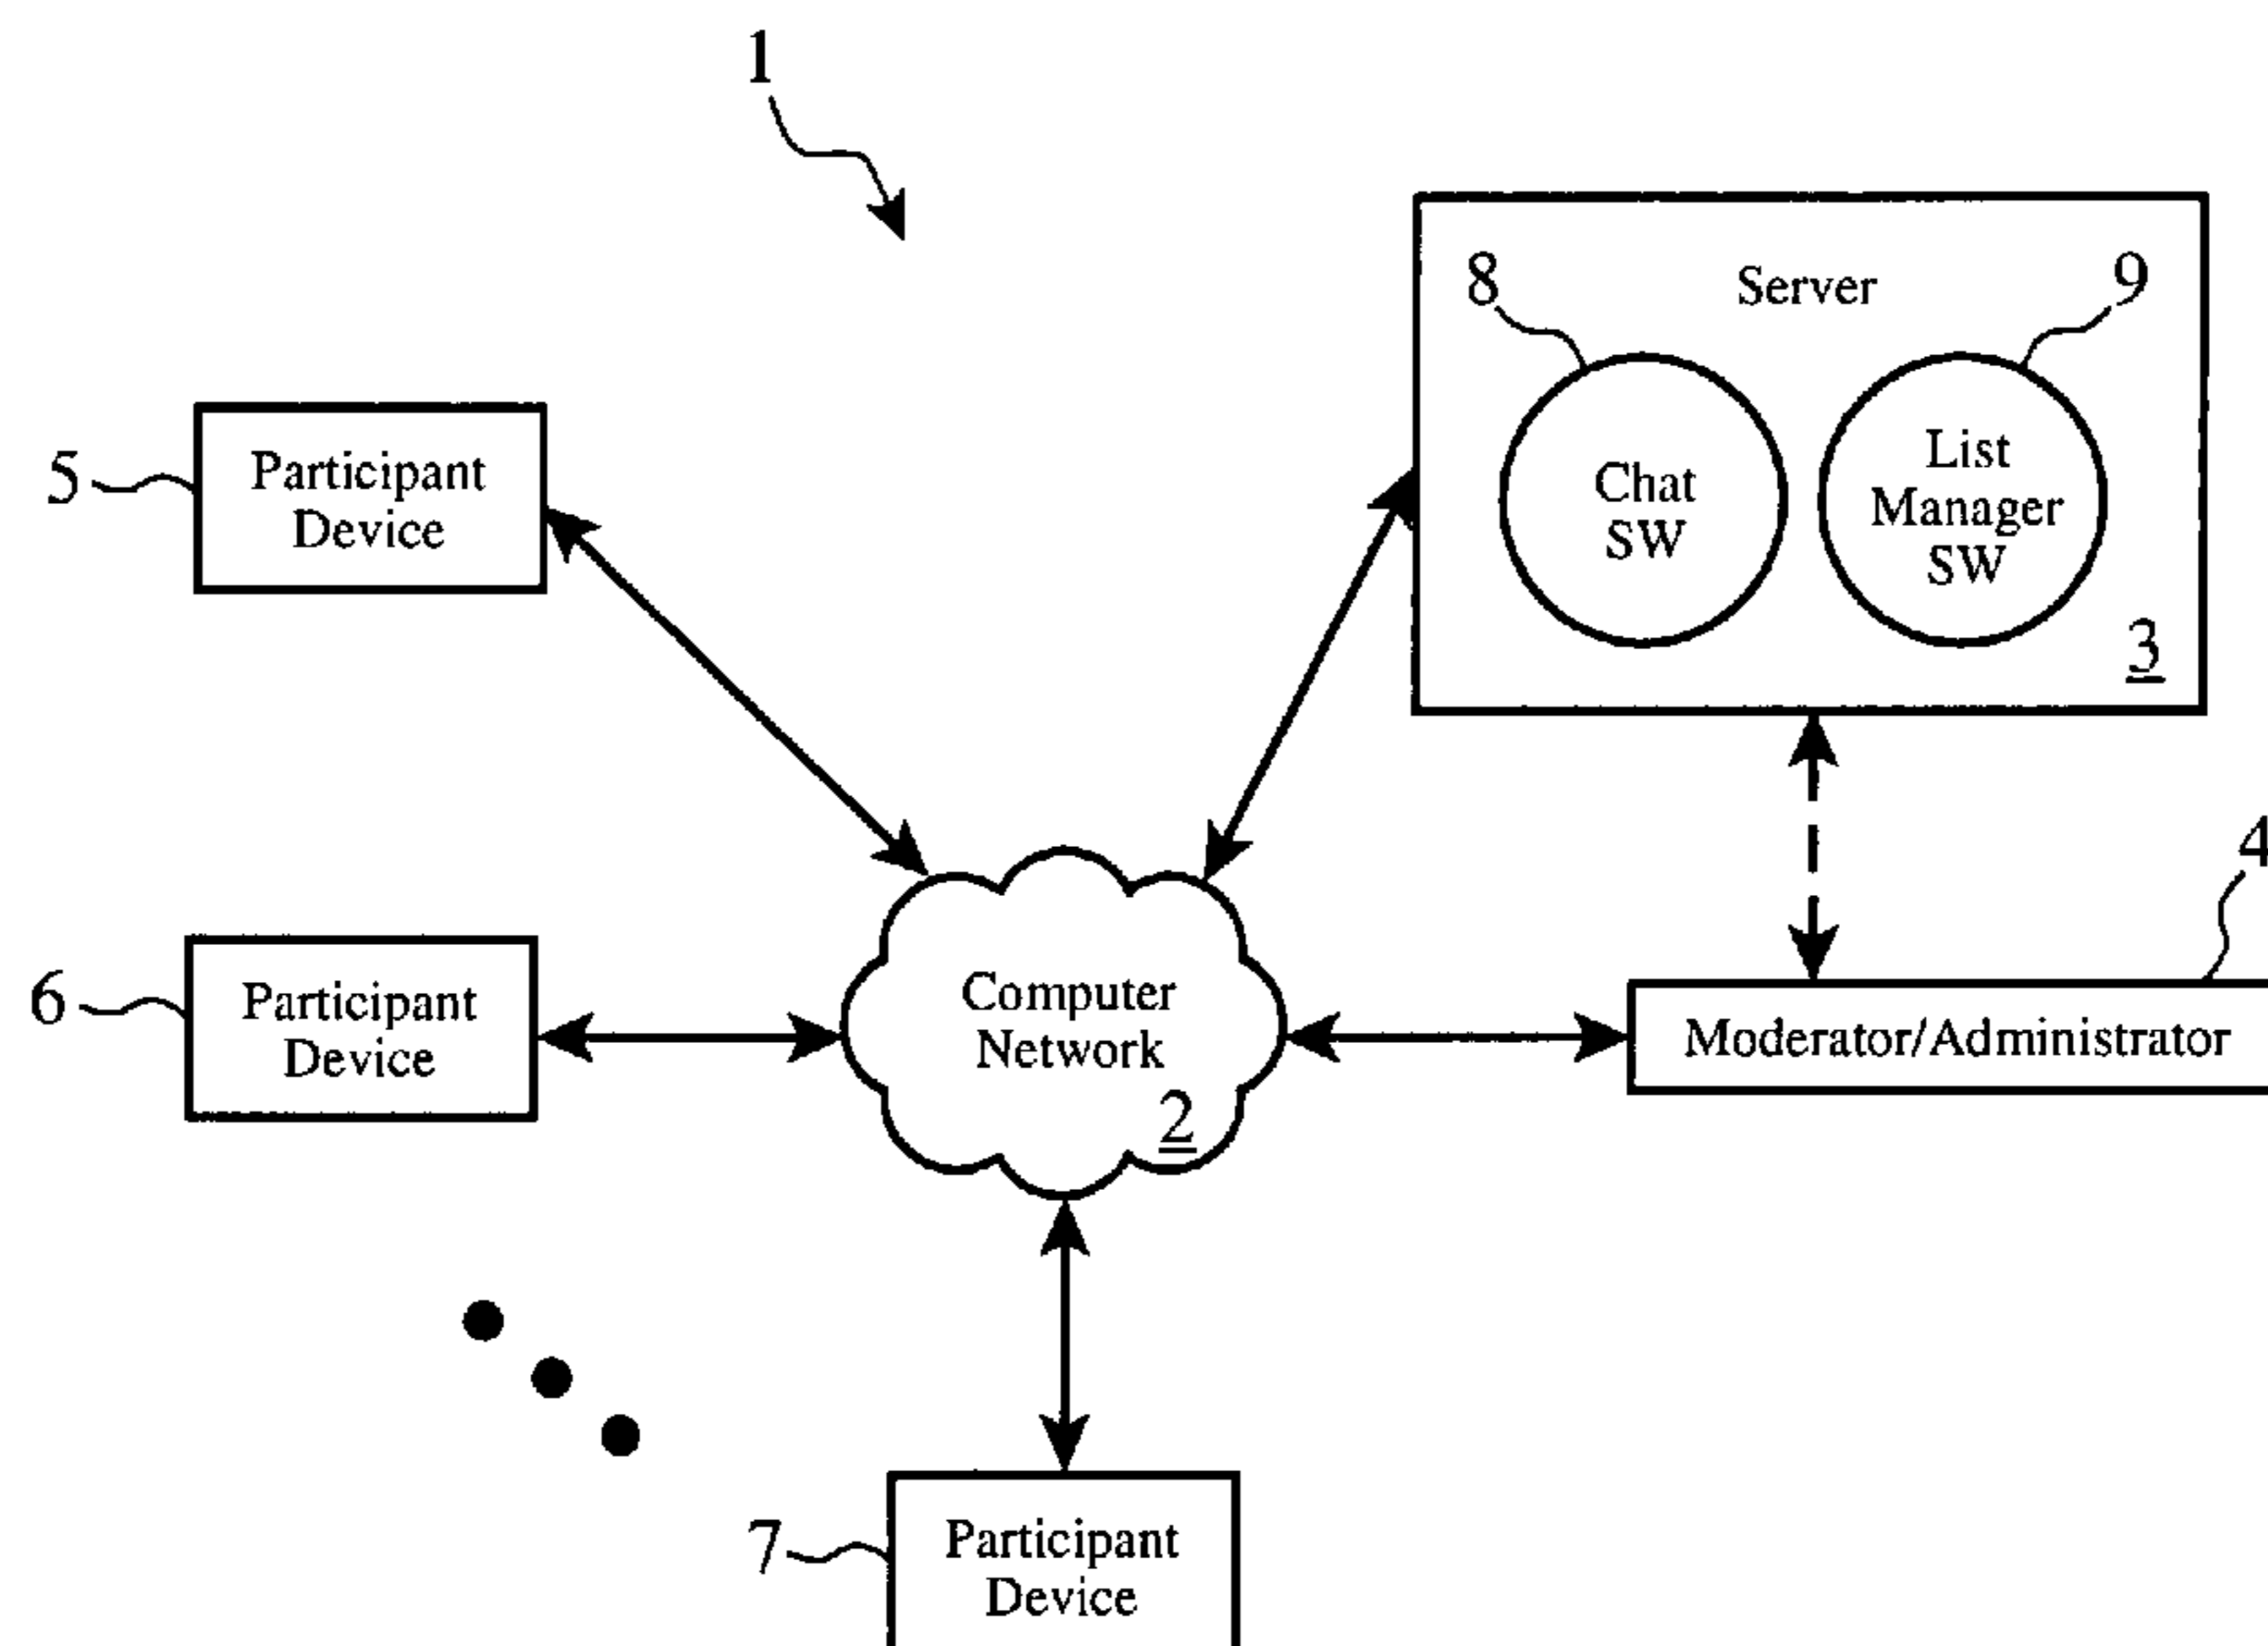 1
8
Server
9
5
Participant
Device
Chat
SW
List
Manager
SW
3
4
6
Participant
Device
Computer
Network
2
Moderator/Administrator
7
Participant
Device